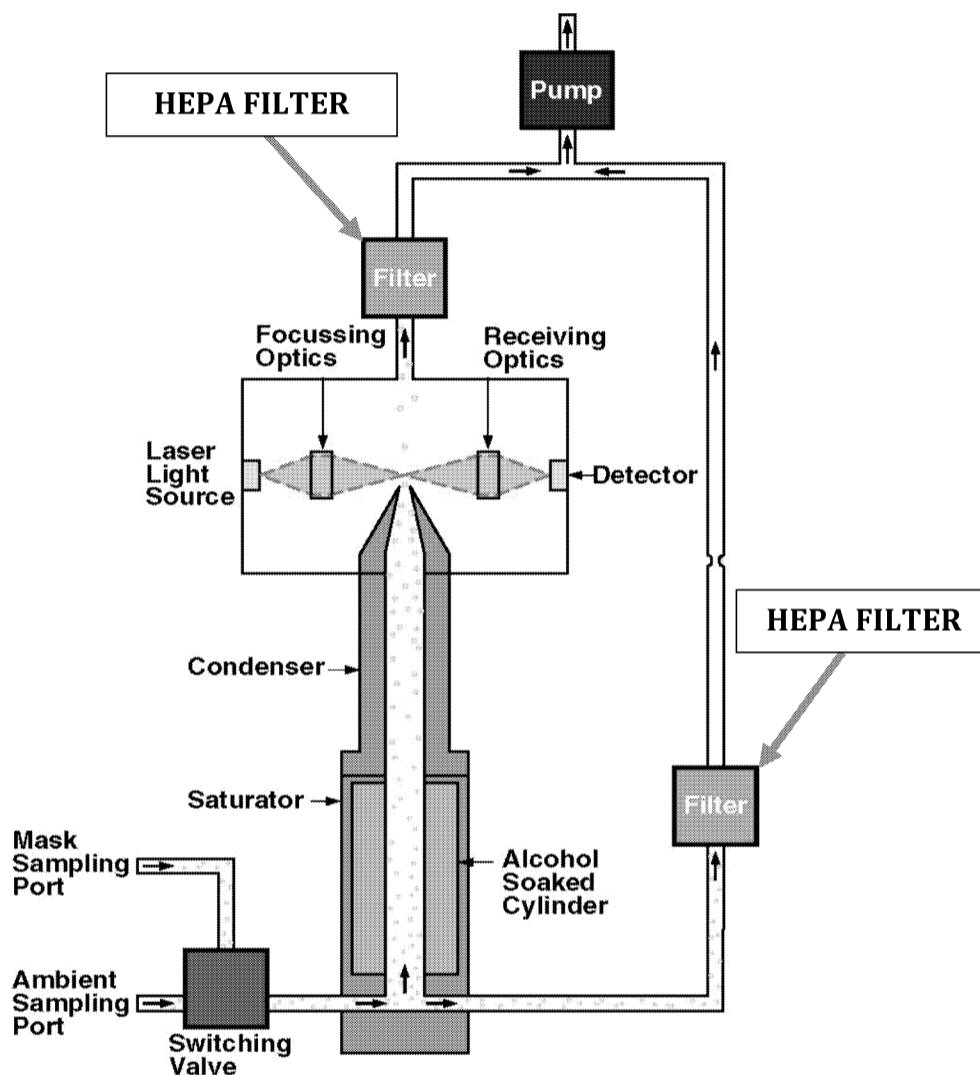 HEPA FILTER
Pump
Filter
Focussing
Optics
Receiving
Optics
Laser
Light
Source
Detector
HEPA FILTER
Condenser
Filter
Saturator
Mask
Sampling
Port
Alcohol
Soaked
Cylinder
Ambient
Sampling
Port
Switching
Valve